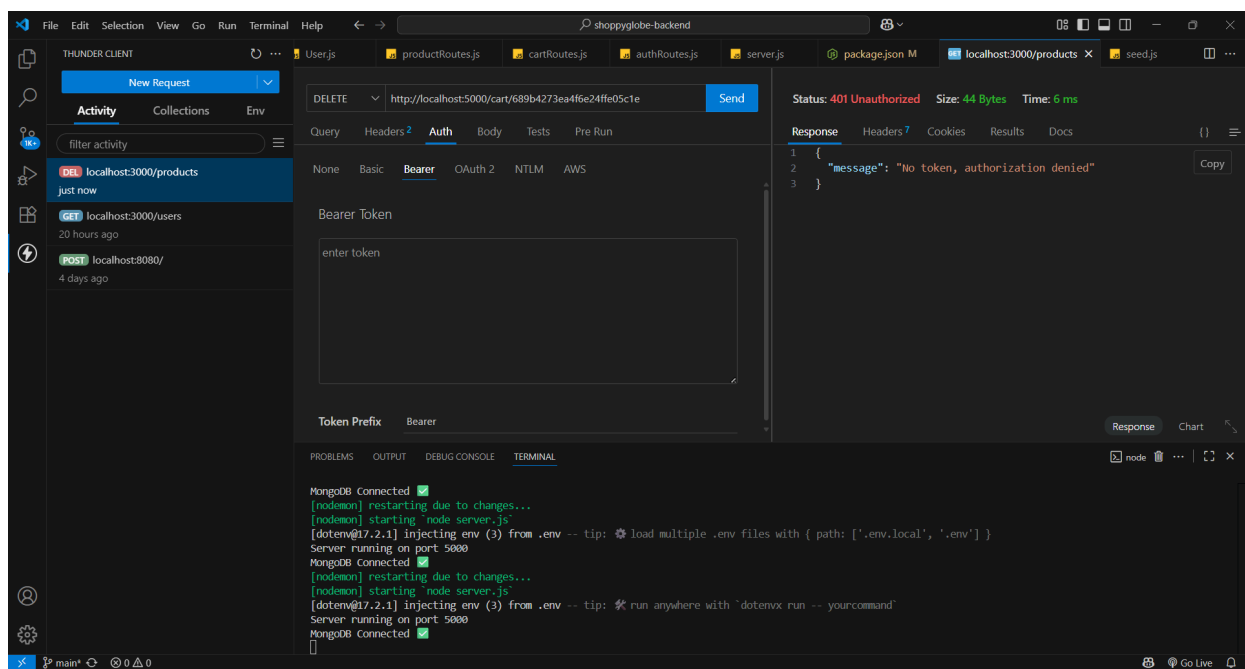 File Edit Selection View Go Run Terminal Help
shoppyglobe-backend
THUNDER CLIENT
New Request
Activity Collections Env
filter activity
DEL localhost:3000/products
just now
GET localhost:3000/users
20 hours ago
POST localhost:8080/
4 days ago
1K+
User.js productRoutes.js cartRoutes.js authRoutes.js server.js package.json M GET localhost:3000/products seed.js
DELETE http://localhost:5000/cart/689b4273ea4f6e24ffe05c1e Send
Query Headers 2 Auth Body Tests Pre Run
None Basic Bearer OAuth 2 NTLM AWS
Bearer Token
enter token
Token Prefix Bearer
Status: 401 Unauthorized Size: 44 Bytes Time: 6 ms
Response Headers 7 Cookies Results Docs {}
1 {
2 "message": "No token, authorization denied"
3 }
Copy
Response Chart
PROBLEMS OUTPUT DEBUG CONSOLE TERMINAL
node
MongoDB Connected ✅
[nodemon] restarting due to changes...
[nodemon] starting `node server.js`
[dotenv@17.2.1] injecting env (3) from .env -- tip: ⚙️ load multiple .env files with { path: ['.env.local', '.env'] }
Server running on port 5000
MongoDB Connected ✅
[nodemon] restarting due to changes...
[nodemon] starting `node server.js`
[dotenv@17.2.1] injecting env (3) from .env -- tip: 🛠️ run anywhere with `dotenvx run -- yourcommand`
Server running on port 5000
MongoDB Connected ✅
main* 0 0 Go Live